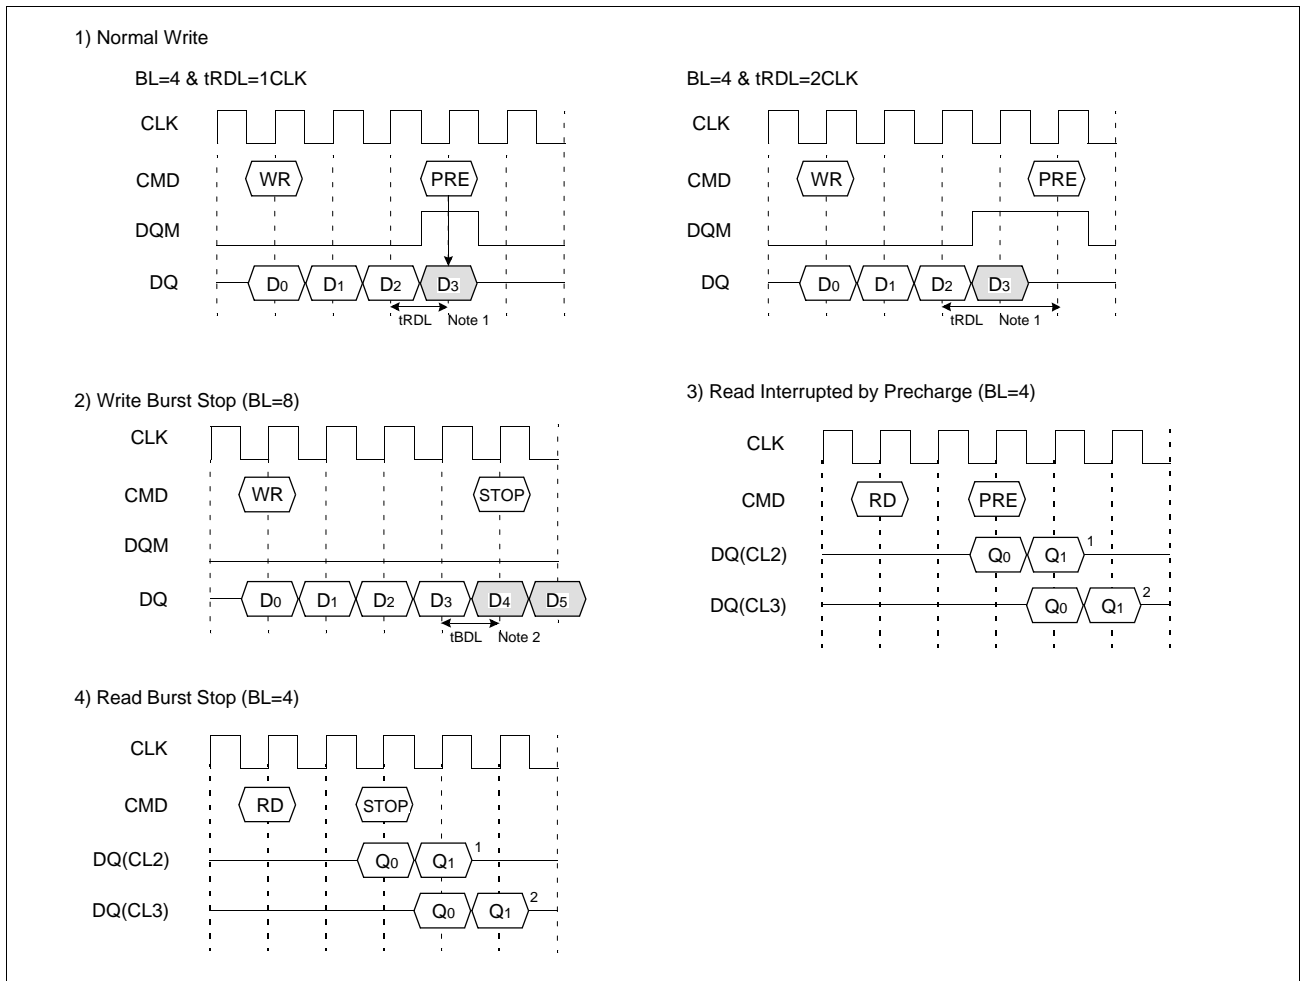 1) Normal Write
BL=4 & tRDL=1CLK
CLK
CMD WR PRE
DQM
DQ D0 D1 D2 D3
tRDL Note 1
BL=4 & tRDL=2CLK
CLK
CMD WR PRE
DQM
DQ D0 D1 D2 D3
tRDL Note 1
2) Write Burst Stop (BL=8)
CLK
CMD WR STOP
DQM
DQ D0 D1 D2 D3 D4 D5
tBDL Note 2
3) Read Interrupted by Precharge (BL=4)
CLK
CMD RD PRE
DQ(CL2) Q0 Q1 1
DQ(CL3) Q0 Q1 2
4) Read Burst Stop (BL=4)
CLK
CMD RD STOP
DQ(CL2) Q0 Q1 1
DQ(CL3) Q0 Q1 2